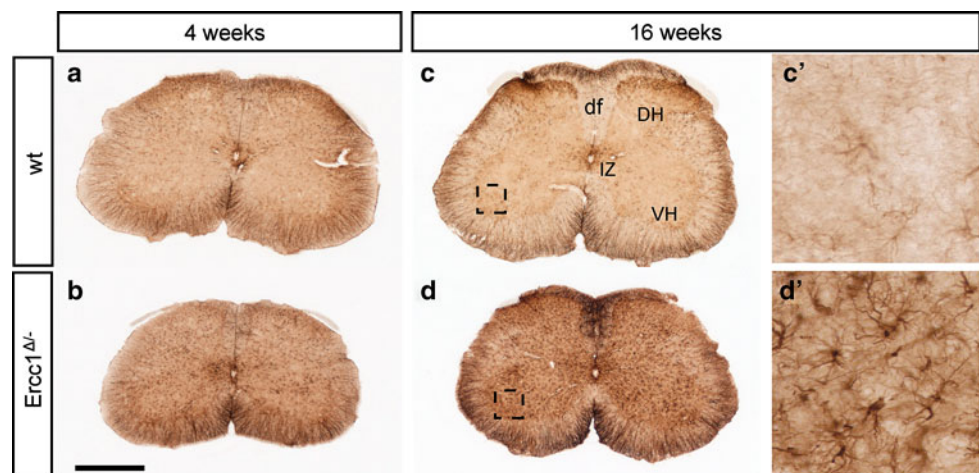 4 weeks
16 weeks
wt
a
c
df
DH
IZ
VH
c'
Ercc1Δ/-
b
d
d'